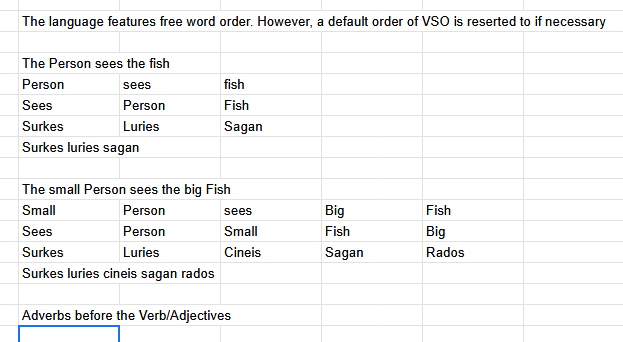 The language features free word order. However, a default order of VSO is reserted to if necessary
The Person sees the fish
Person sees fish
Sees Person Fish
Surkes Luries Sagan
Surkes luries sagan
The small Person sees the big Fish
Small Person sees Big Fish
Sees Person Small Fish Big
Surkes Luries Cineis Sagan Rados
Surkes luries cineis sagan rados
Adverbs before the Verb/Adjectives